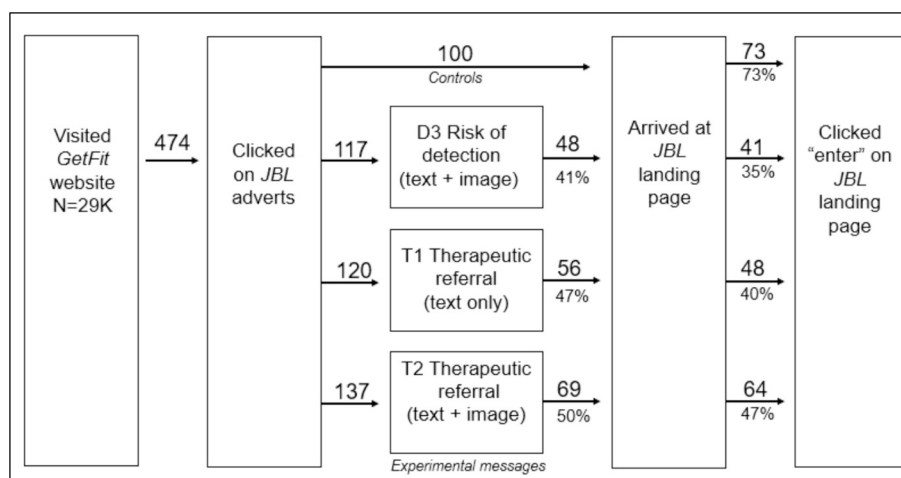 Visited
GetFit
website
N=29K
474
Clicked
on JBL
adverts
100
Controls
117
D3 Risk of
detection
(text + image)
48
41%
120
T1 Therapeutic
referral
(text only)
56
47%
137
T2 Therapeutic
referral
(text + image)
69
50%
Experimental messages
Arrived at
JBL
landing
page
73
73%
41
35%
48
40%
64
47%
Clicked
“enter” on
JBL
landing
page